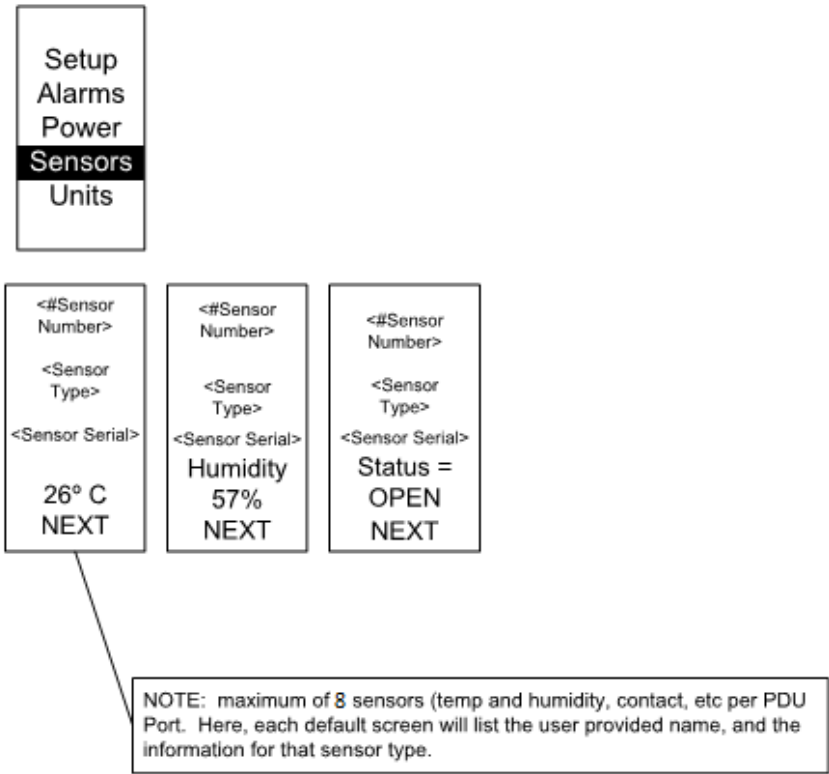 Setup
Alarms
Power
Sensors
Units
<#Sensor
Number>
<Sensor
Type>
<Sensor Serial>
26º C
NEXT
<#Sensor
Number>
<Sensor
Type>
<Sensor Serial>
Humidity
57%
NEXT
<#Sensor
Number>
<Sensor
Type>
<Sensor Serial>
Status =
OPEN
NEXT
NOTE: maximum of 8 sensors (temp and humidity, contact, etc per PDU
Port. Here, each default screen will list the user provided name, and the
information for that sensor type.